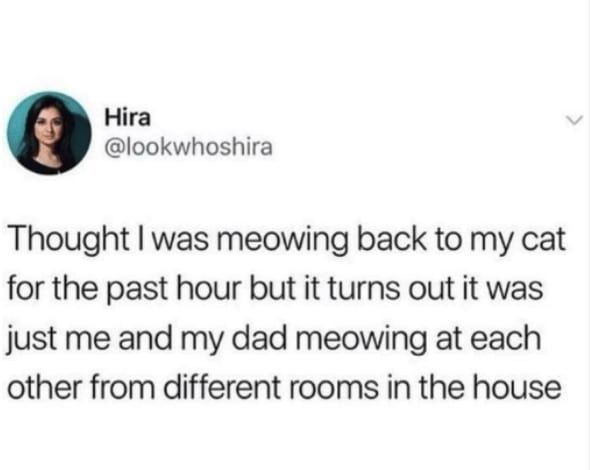 Hira
@lookwhoshira
Thought I was meowing back to my cat
for the past hour but it turns out it was
just me and my dad meowing at each
other from different rooms in the house